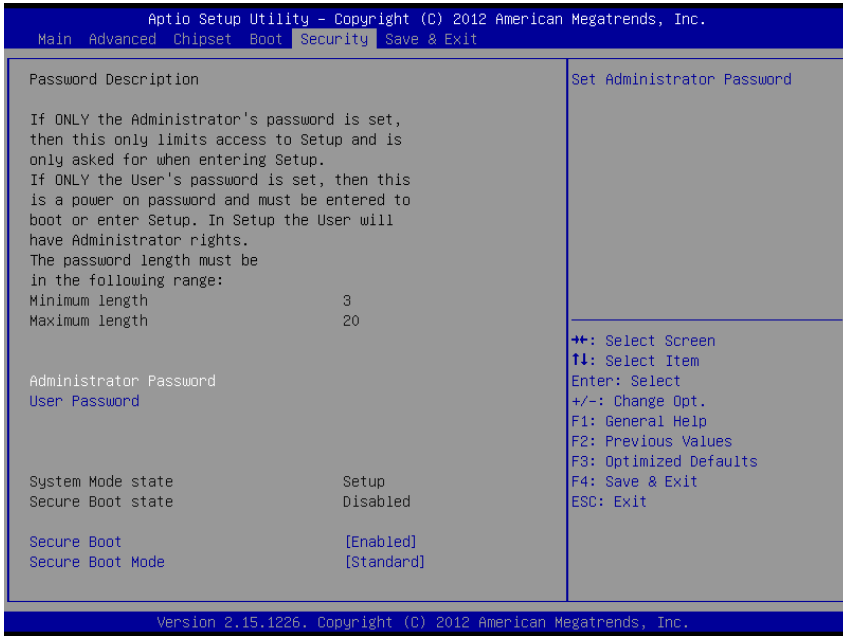 Aptio Setup Utility – Copyright (C) 2012 American Megatrends, Inc.
Main Advanced Chipset Boot Security Save & Exit
Password Description
If ONLY the Administrator's password is set,
then this only limits access to Setup and is
only asked for when entering Setup.
If ONLY the User's password is set, then this
is a power on password and must be entered to
boot or enter Setup. In Setup the User will
have Administrator rights.
The password length must be
in the following range:
Minimum length 3
Maximum length 20
Administrator Password
User Password
System Mode state Setup
Secure Boot state Disabled
Secure Boot [Enabled]
Secure Boot Mode [Standard]
Set Administrator Password
→←: Select Screen
↑↓: Select Item
Enter: Select
+/-: Change Opt.
F1: General Help
F2: Previous Values
F3: Optimized Defaults
F4: Save & Exit
ESC: Exit
Version 2.15.1226. Copyright (C) 2012 American Megatrends, Inc.